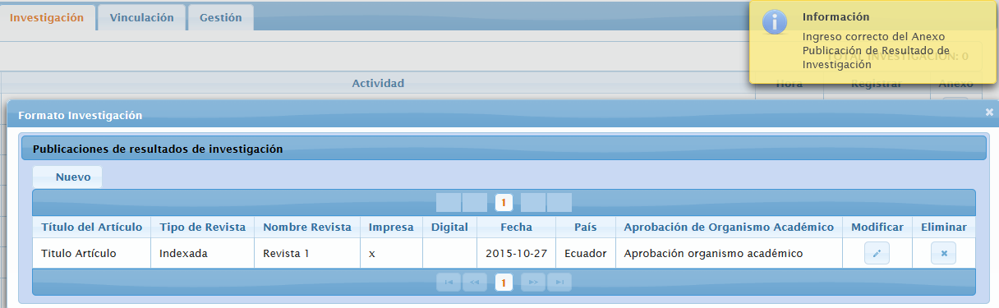 Investigación Vinculación Gestión
Información
Ingreso correcto del Anexo
Publicación de Resultado de
Investigación
TOTAL INVESTIGACIÓN: 0
Actividad Hora Registrar Anexo
Formato Investigación
Publicaciones de resultados de investigación
Nuevo
1
Título del Artículo Tipo de Revista Nombre Revista Impresa Digital Fecha País Aprobación de Organismo Académico Modificar Eliminar
Titulo Artículo Indexada Revista 1 x 2015-10-27 Ecuador Aprobación organismo académico
1